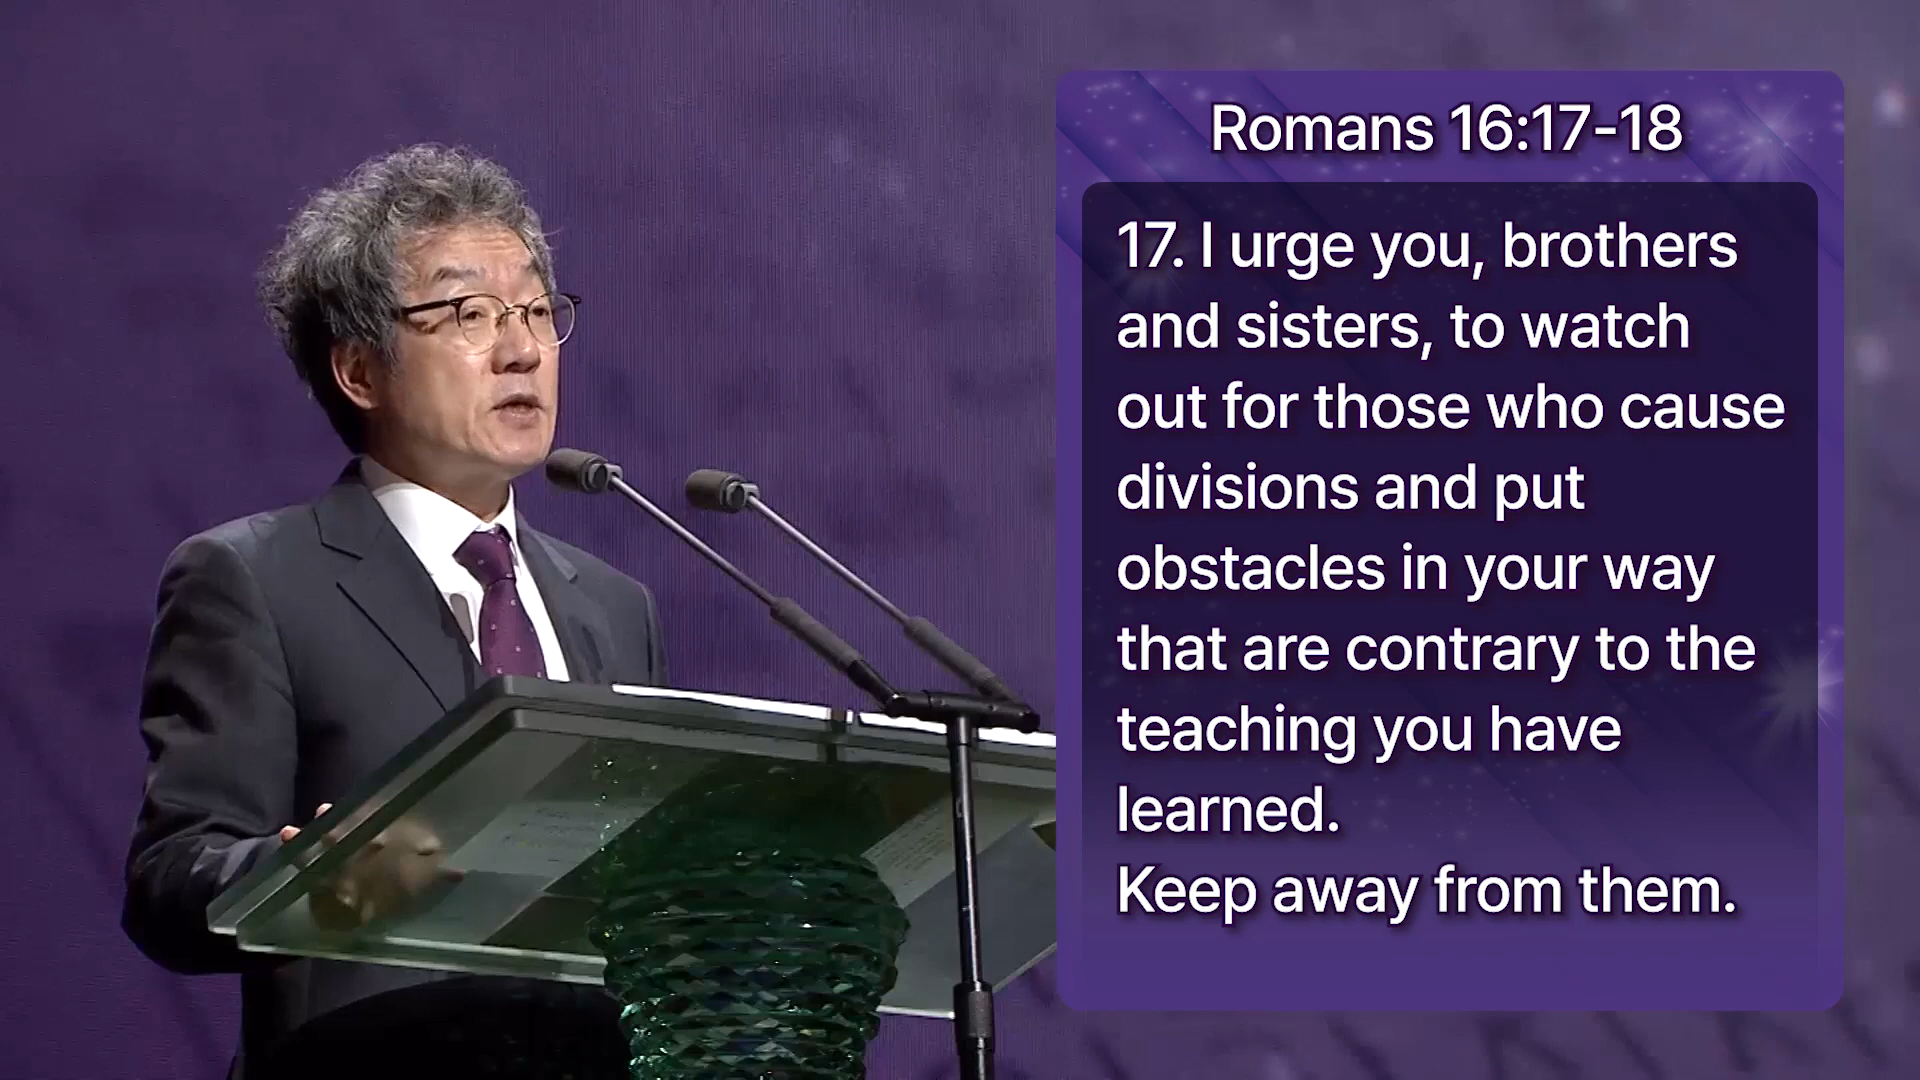 Romans 16:17-18
17. I urge you, brothers
and sisters, to watch
out for those who cause
divisions and put
obstacles in your way
that are contrary to the
teaching you have
learned.
Keep away from them.